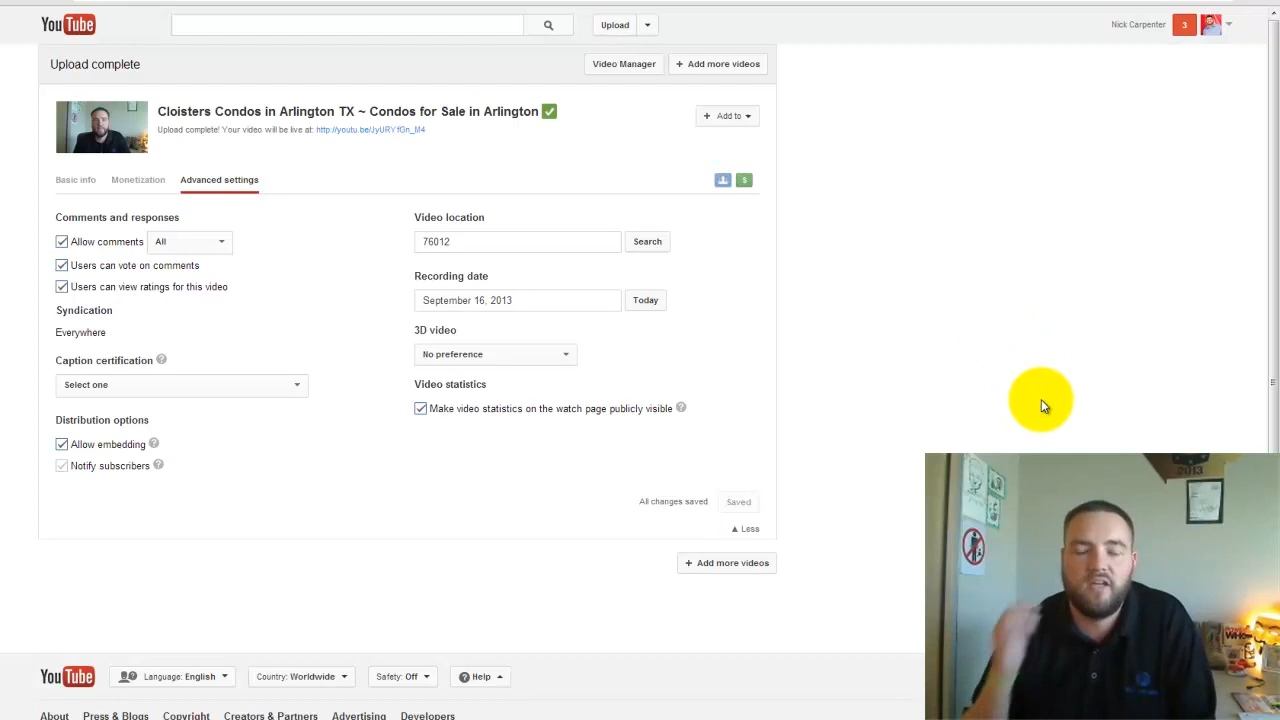 YouTube
Upload
Nick Carpenter
3
Upload complete
Video Manager
+ Add more videos
Cloisters Condos in Arlington TX ~ Condos for Sale in Arlington ✅
Upload complete! Your video will be live at: http://youtu.be/JyURYfGn_M4
+ Add to
Basic info
Monetization
Advanced settings
$
Comments and responses
Allow comments
All
Users can vote on comments
Users can view ratings for this video
Syndication
Everywhere
Caption certification ?
Select one
Distribution options
Allow embedding ?
Notify subscribers ?
Video location
76012
Search
Recording date
September 16, 2013
Today
3D video
No preference
Video statistics
Make video statistics on the watch page publicly visible ?
All changes saved
Saved
Less
+ Add more videos
2013
YouTube
Language: English
Country: Worldwide
Safety: Off
Help
About
Press & Blogs
Copyright
Creators & Partners
Advertising
Developers